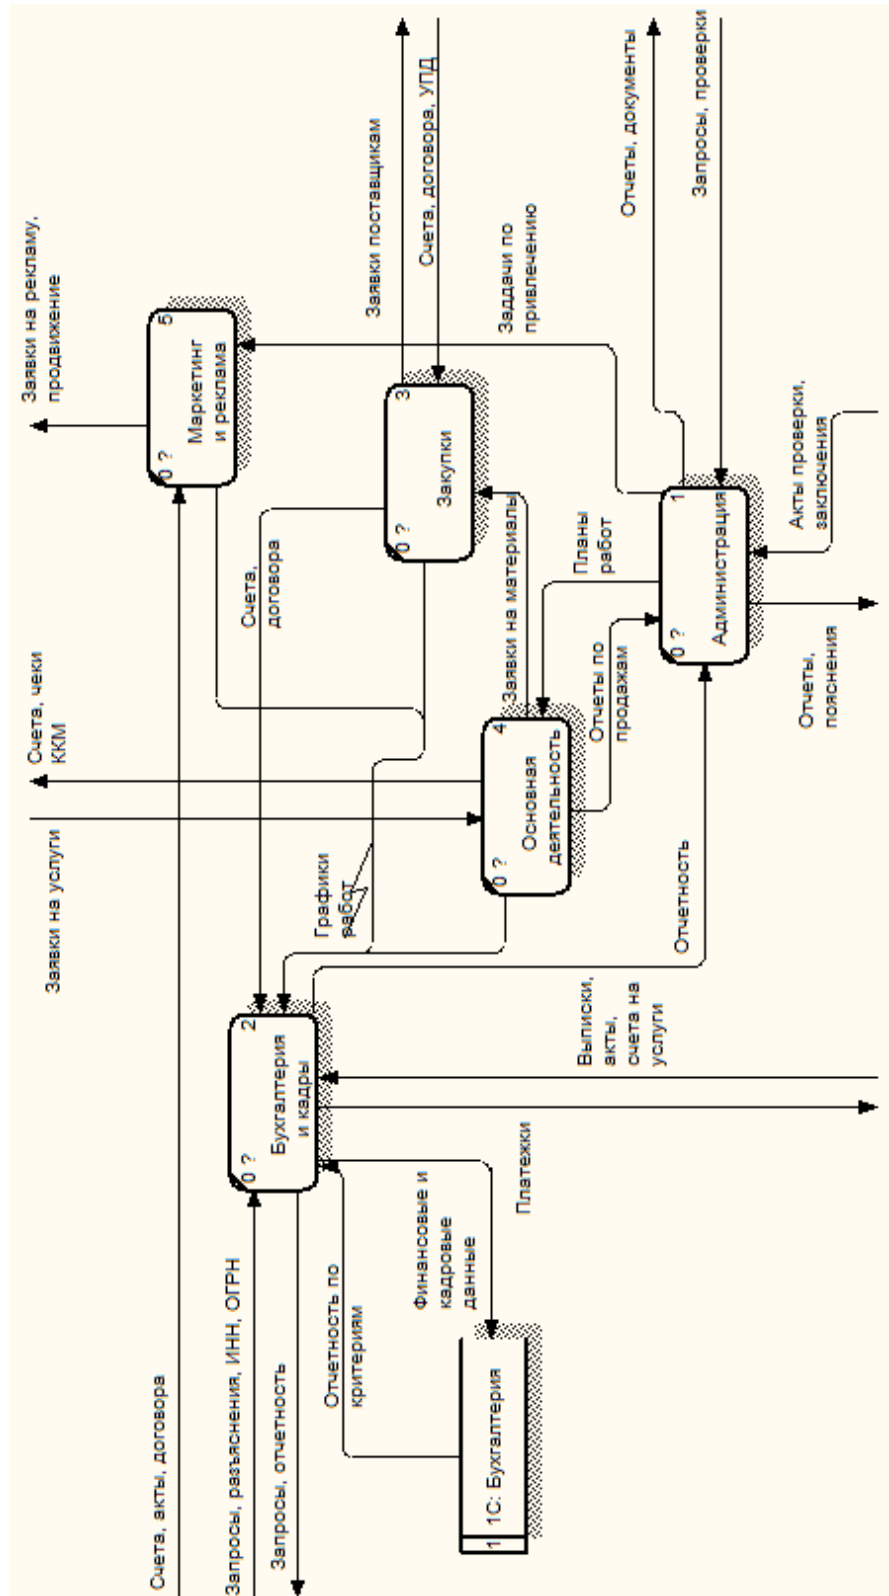 Заявки на услуги
Счета, чеки
ККМ
Заявки на рекламу,
продвижение
Счета, акты, договора
0 ?
5
Маркетинг
и реклама
Запросы, разъяснения, ИНН, ОГРН
Запросы, отчетность
0 ?
2
Бухгалтерия
и кадры
Счета,
договора
Графики
работ
Заявки поставщикам
Счета, договора, УПД
0 ?
3
Закупки
Отчетность по
критериям
Финансовые и
кадровые
данные
Платежки
1
1С: Бухгалтерия
0 ?
4
Основная
деятельность
Заявки на материалы
Заддачи по
привлечению
Планы
работ
Отчеты по
продажам
Выписки,
акты,
счета на
услуги
Отчетность
Отчеты, документы
Запросы, проверки
0 ?
1
Администрация
Отчеты,
пояснения
Акты проверки,
заключения